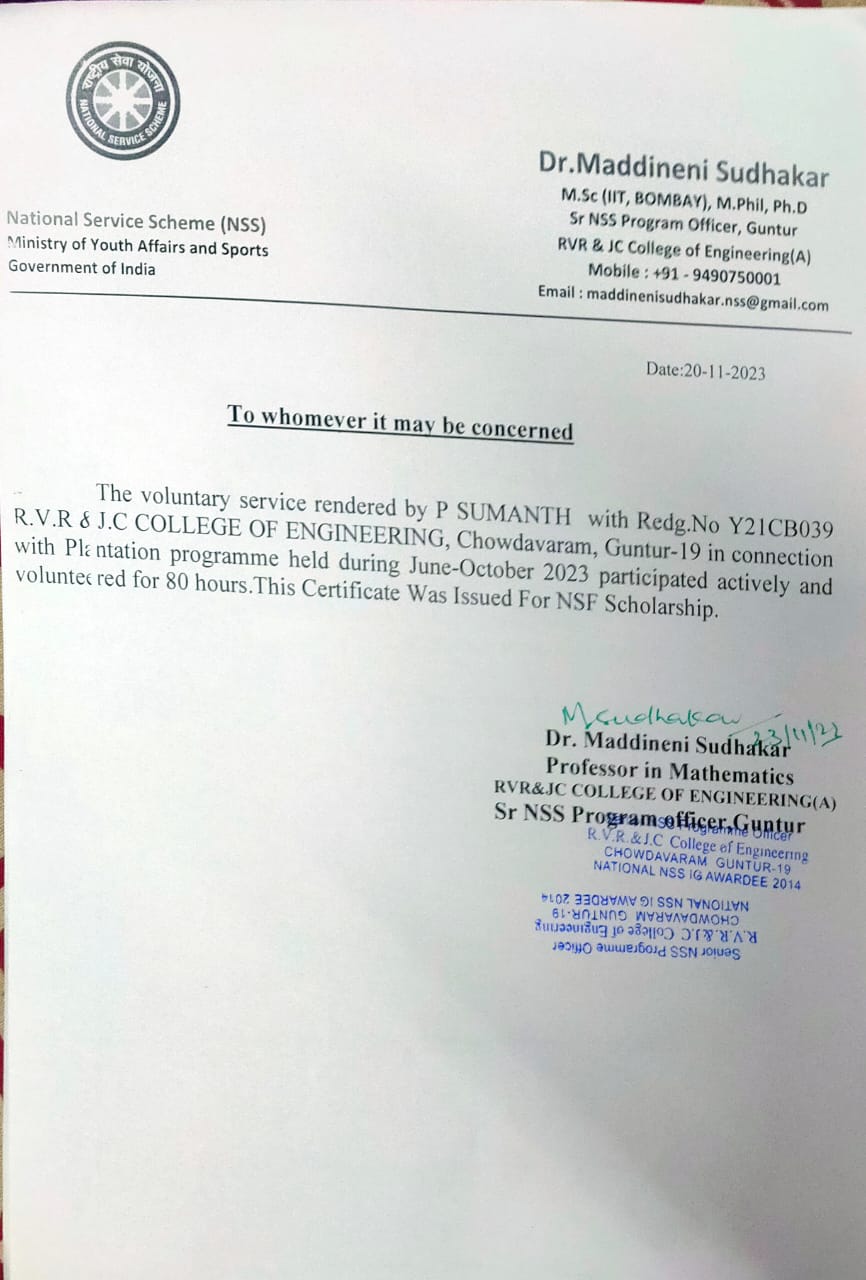 राष्ट्रीय सेवा योजना
NATIONAL SERVICE SCHEME
National Service Scheme (NSS)
Ministry of Youth Affairs and Sports
Government of India
Dr.Maddineni Sudhakar
M.Sc (IIT, BOMBAY), M.Phil, Ph.D
Sr NSS Program Officer, Guntur
RVR & JC College of Engineering(A)
Mobile : +91 - 9490750001
Email : maddinenisudhakar.nss@gmail.com
Date:20-11-2023
To whomever it may be concerned
The voluntary service rendered by P SUMANTH with Redg.No Y21CB039
R.V.R & J.C COLLEGE OF ENGINEERING, Chowdavaram, Guntur-19 in connection
with Plantation programme held during June-October 2023 participated actively and
volunteered for 80 hours.This Certificate Was Issued For NSF Scholarship.
M Sudhakar
Dr. Maddineni Sudhakar
Professor in Mathematics
RVR&JC COLLEGE OF ENGINEERING(A)
Sr NSS Program officer,Guntur
Programme Officer
R.V.R. & J.C College of Engineering
CHOWDAVARAM GUNTUR-19
NATIONAL NSS IG AWARDEE 2014
Senior NSS Programme Officer
R.V.R.&J.C. College of Engineering
CHOWDAVARAM GUNTUR-19
NATIONAL NSS IG AWARDEE 2014